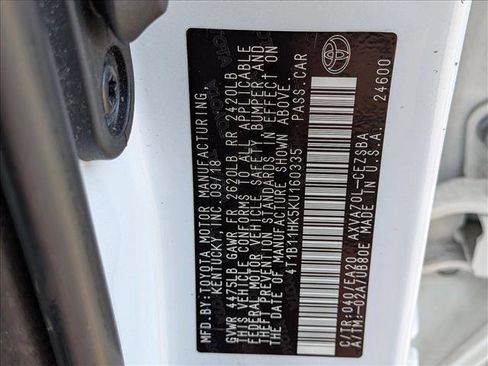 MFD.BY:TOYOTA MOTOR MANUFACTURING,
KENTUCKY, INC. 09/18
GVWR 4475LB GAWR FR 2620LB RR 2420LB
THIS VEHICLE CONFORMS TO ALL APPLICABLE
FEDERAL MOTOR VEHICLE SAFETY, BUMPER AND
THEFT PREVENTION STANDARDS IN EFFECT ON
THE DATE OF MANUFACTURE SHOWN ABOVE.
4T1B11HK5KU160335 PASS.CAR
C/TR:040/EA20 AXVA70L-CEZSBA
A/TM:-02A/UB80E MADE IN U.S.A.
24600